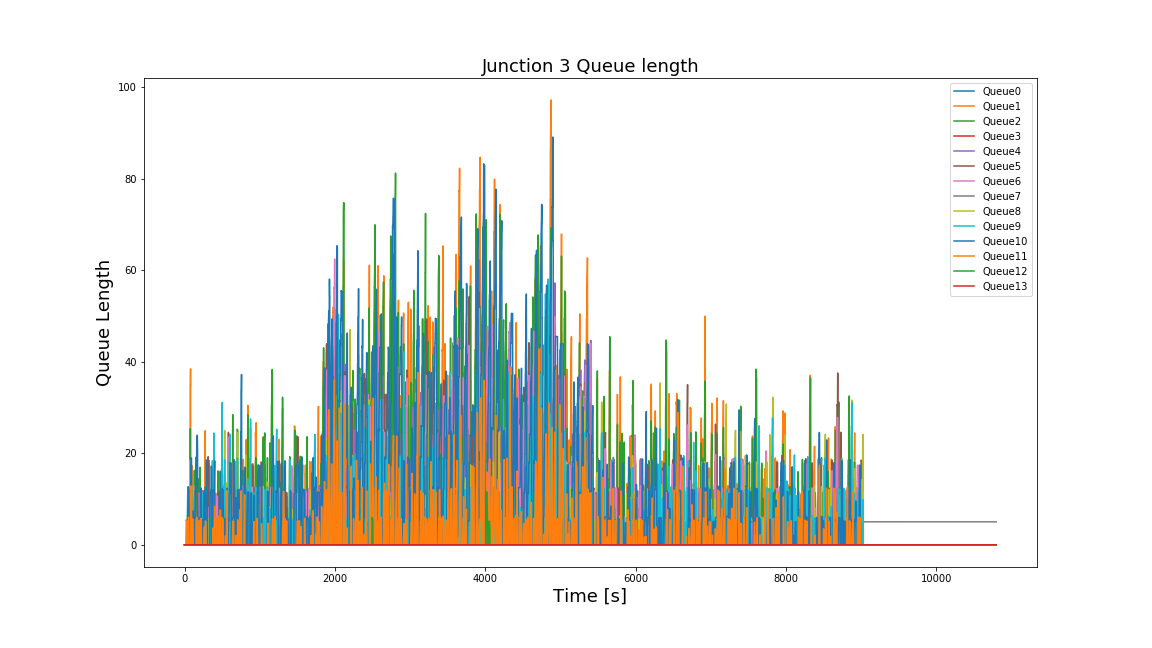 Junction 3 Queue length
100
80
60
40
20
0
Queue Length
0
2000
4000
6000
8000
10000
Time [s]
Queue0
Queue1
Queue2
Queue3
Queue4
Queue5
Queue6
Queue7
Queue8
Queue9
Queue10
Queue11
Queue12
Queue13